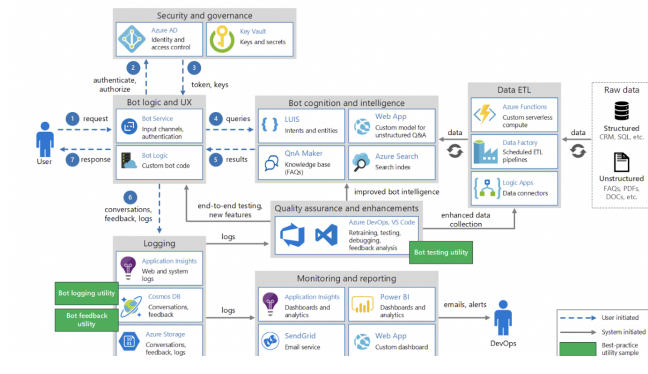 Security and governance
Azure AD
Identity and
access control
Key Vault
Keys and secrets
2
3
authenticate,
authorize
token, keys
Bot logic and UX
Bot Service
Input channels,
authentication
Bot Logic
Custom bot code
1
request
7
response
User
4
queries
5
results
Bot cognition and intelligence
LUIS
Intents and entities
Web App
Custom model for
unstructured Q&A
QnA Maker
Knowledge base
(FAQs)
Azure Search
Search index
data
Data ETL
Azure Functions
Custom serverless
compute
Data Factory
Scheduled ETL
pipelines
Logic Apps
Data connectors
data
Raw data
Structured
CRM, SQL, etc.
Unstructured
FAQs, PDFs,
DOCs, etc.
6
conversations,
feedback, logs
end-to-end testing,
new features
improved bot intelligence
Quality assurance and enhancements
Azure DevOps, VS Code
Retraining, testing,
debugging,
feedback analysis
Bot testing utility
enhanced data
collection
Logging
Application Insights
Web and system
logs
Bot logging utility
Cosmos DB
Conversations,
feedback
Bot feedback
utility
Azure Storage
Conversations,
feedback, logs
logs
logs
Monitoring and reporting
Application Insights
Dashboards and
analytics
Power BI
Dashboards and
analytics
SendGrid
Email service
Web App
Custom dashboard
emails, alerts
DevOps
User initiated
System initiated
Best-practice
utility sample